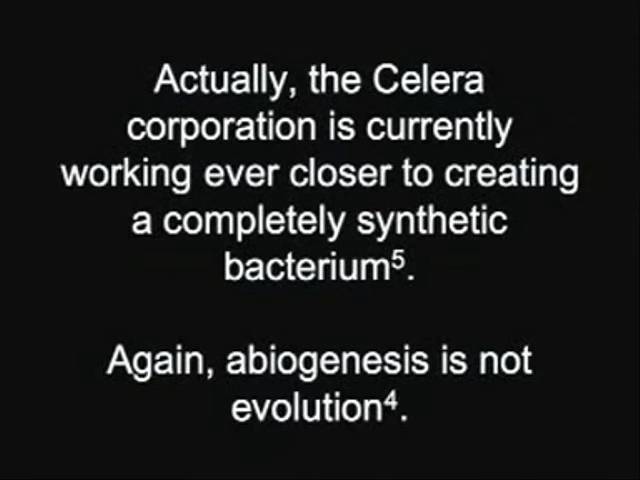 Actually, the Celera
corporation is currently
working ever closer to creating
a completely synthetic
bacterium⁵.
Again, abiogenesis is not
evolution⁴.